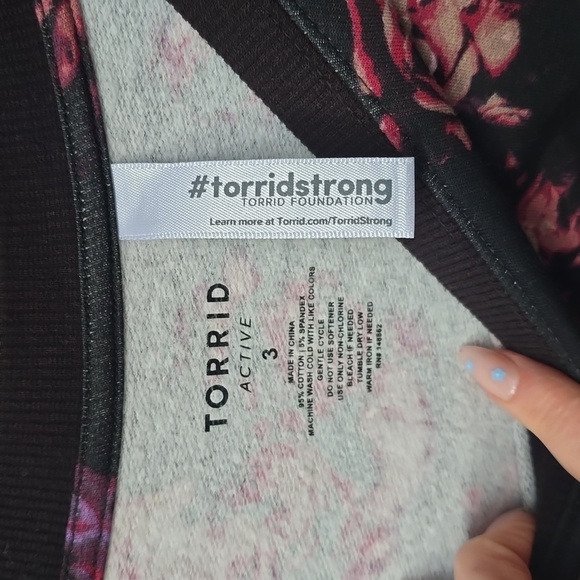 #torridstrong
TORRID FOUNDATION
Learn more at Torrid.com/TorridStrong
TORRID
ACTIVE
3
MADE IN CHINA
95% COTTON | 5% SPANDEX
MACHINE WASH COLD WITH LIKE COLORS
GENTLE CYCLE
DO NOT USE SOFTENER
USE ONLY NON-CHLORINE
BLEACH IF NEEDED
TUMBLE DRY LOW
WARM IRON IF NEEDED
RN#